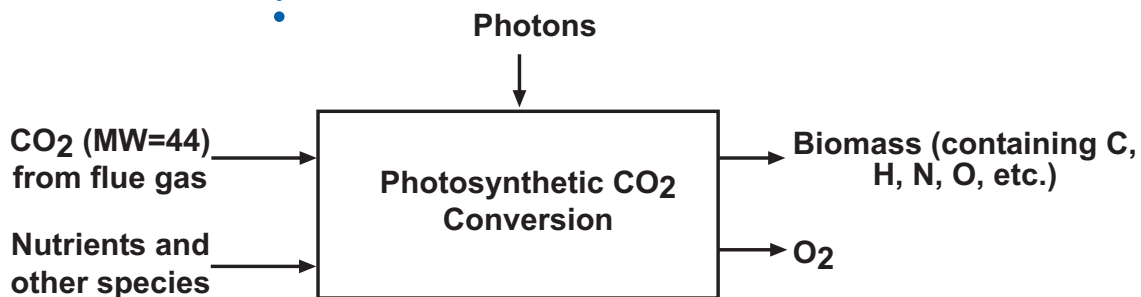 Photons
CO2 (MW=44)
from flue gas
Photosynthetic CO2
Conversion
Biomass (containing C,
H, N, O, etc.)
Nutrients and
other species
O2